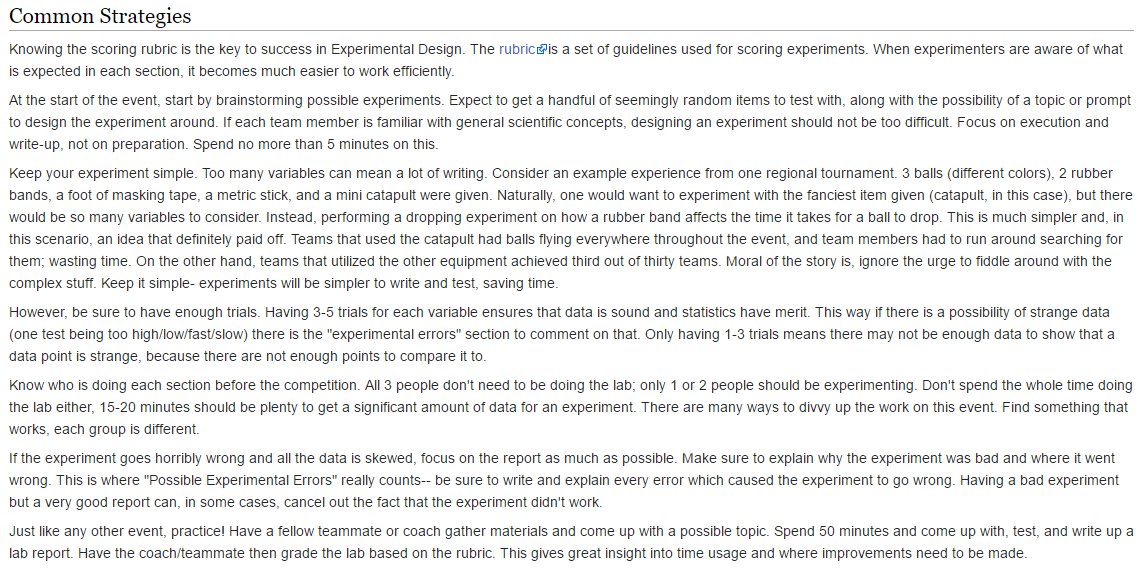 Common Strategies
Knowing the scoring rubric is the key to success in Experimental Design. The rubric is a set of guidelines used for scoring experiments. When experimenters are aware of what
is expected in each section, it becomes much easier to work efficiently.
At the start of the event, start by brainstorming possible experiments. Expect to get a handful of seemingly random items to test with, along with the possibility of a topic or prompt
to design the experiment around. If each team member is familiar with general scientific concepts, designing an experiment should not be too difficult. Focus on execution and
write-up, not on preparation. Spend no more than 5 minutes on this.
Keep your experiment simple. Too many variables can mean a lot of writing. Consider an example experience from one regional tournament. 3 balls (different colors), 2 rubber
bands, a foot of masking tape, a metric stick, and a mini catapult were given. Naturally, one would want to experiment with the fanciest item given (catapult, in this case), but there
would be so many variables to consider. Instead, performing a dropping experiment on how a rubber band affects the time it takes for a ball to drop. This is much simpler and, in
this scenario, an idea that definitely paid off. Teams that used the catapult had balls flying everywhere throughout the event, and team members had to run around searching for
them; wasting time. On the other hand, teams that utilized the other equipment achieved third out of thirty teams. Moral of the story is, ignore the urge to fiddle around with the
complex stuff. Keep it simple- experiments will be simpler to write and test, saving time.
However, be sure to have enough trials. Having 3-5 trials for each variable ensures that data is sound and statistics have merit. This way if there is a possibility of strange data
(one test being too high/low/fast/slow) there is the "experimental errors" section to comment on that. Only having 1-3 trials means there may not be enough data to show that a
data point is strange, because there are not enough points to compare it to.
Know who is doing each section before the competition. All 3 people don't need to be doing the lab; only 1 or 2 people should be experimenting. Don't spend the whole time doing
the lab either, 15-20 minutes should be plenty to get a significant amount of data for an experiment. There are many ways to divvy up the work on this event. Find something that
works, each group is different.
If the experiment goes horribly wrong and all the data is skewed, focus on the report as much as possible. Make sure to explain why the experiment was bad and where it went
wrong. This is where "Possible Experimental Errors" really counts-- be sure to write and explain every error which caused the experiment to go wrong. Having a bad experiment
but a very good report can, in some cases, cancel out the fact that the experiment didn't work.
Just like any other event, practice! Have a fellow teammate or coach gather materials and come up with a possible topic. Spend 50 minutes and come up with, test, and write up a
lab report. Have the coach/teammate then grade the lab based on the rubric. This gives great insight into time usage and where improvements need to be made.